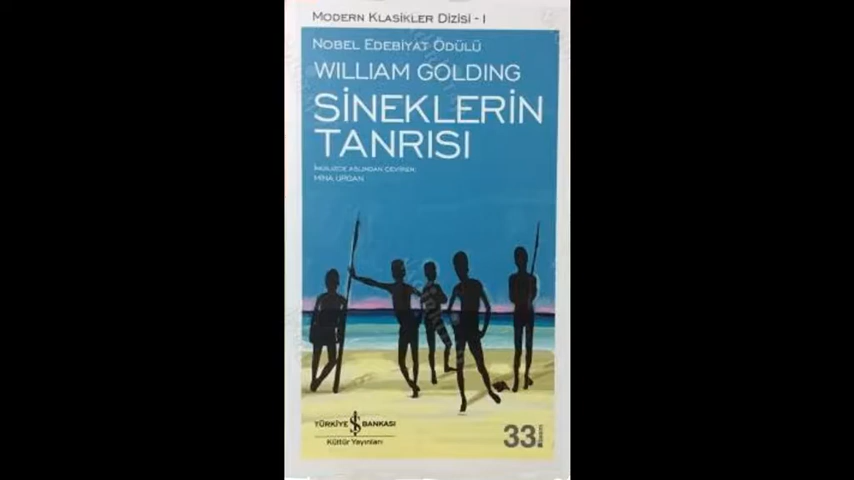 MODERN KLASİKLER DİZİSİ - I
NOBEL EDEBİYAT ÖDÜLÜ
WILLIAM GOLDING
SİNEKLERİN
TANRISI
İNGİLİZCE ASLINDAN ÇEVİREN:
MİNA URGAN
TÜRKİYE İŞ BANKASI
Kültür Yayınları
33.